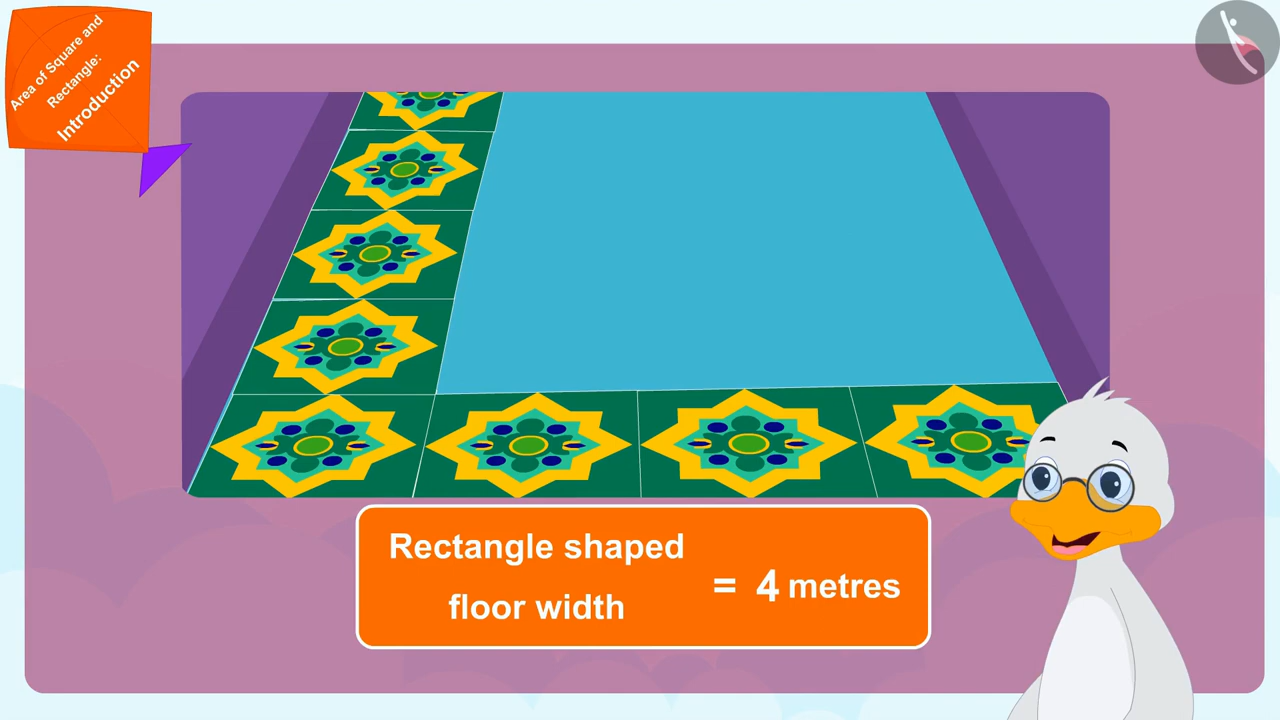 Area of Square and
Rectangle:
Introduction
Rectangle shaped
floor width
= 4 metres